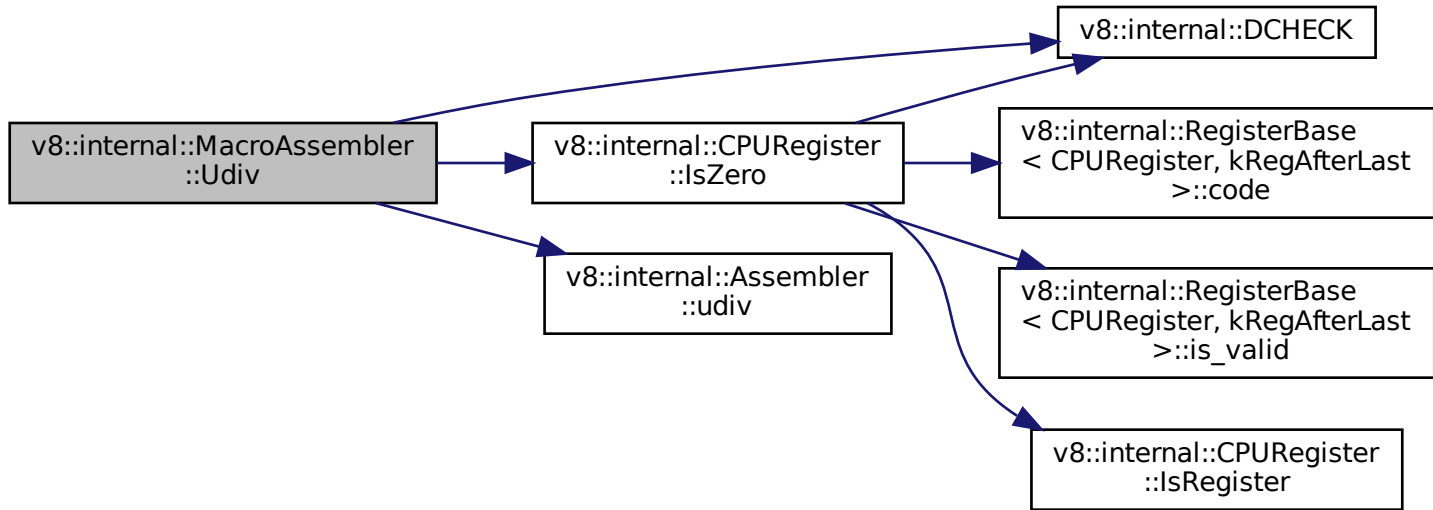 v8::internal::MacroAssembler
::Udiv
v8::internal::CPURegister
::IsZero
v8::internal::Assembler
::udiv
v8::internal::DCHECK
v8::internal::RegisterBase
< CPURegister, kRegAfterLast
>::code
v8::internal::RegisterBase
< CPURegister, kRegAfterLast
>::is_valid
v8::internal::CPURegister
::IsRegister